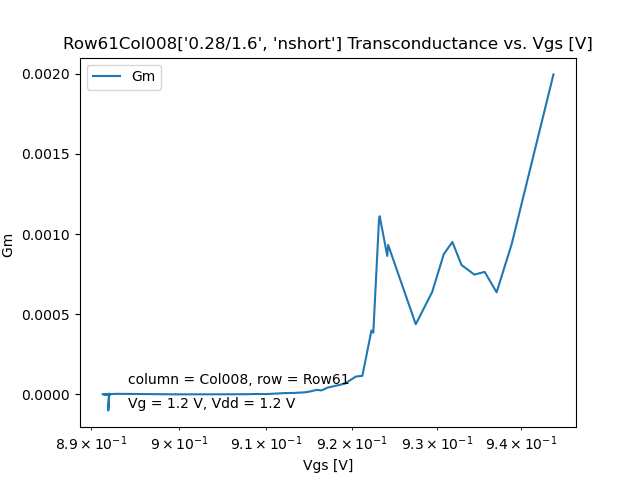 Row61Col008['0.28/1.6', 'nshort'] Transconductance vs. Vgs [V]
Gm
0.0020
0.0015
0.0010
0.0005
0.0000
Gm
column = Col008, row = Row61
Vg = 1.2 V, Vdd = 1.2 V
8.9 × 10⁻¹ 9 × 10⁻¹ 9.1 × 10⁻¹ 9.2 × 10⁻¹ 9.3 × 10⁻¹ 9.4 × 10⁻¹
Vgs [V]